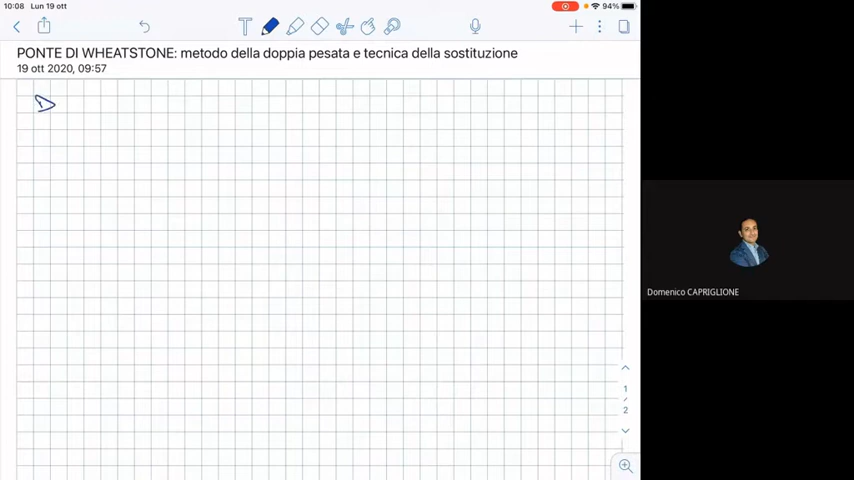 10:08 Lun 19 ott
94%
PONTE DI WHEATSTONE: metodo della doppia pesata e tecnica della sostituzione
19 ott 2020, 09:57
Domenico CAPRIGLIONE
1
2